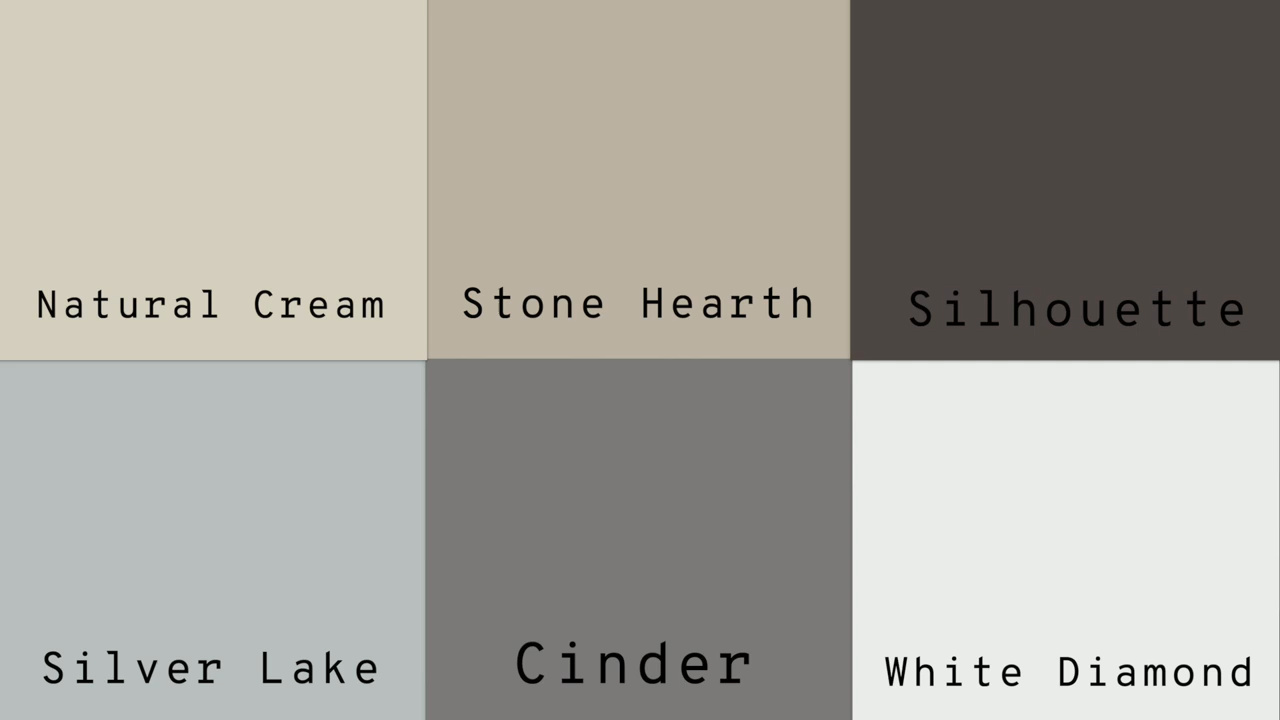 Natural Cream
Stone Hearth
Silhouette
Silver Lake
Cinder
White Diamond